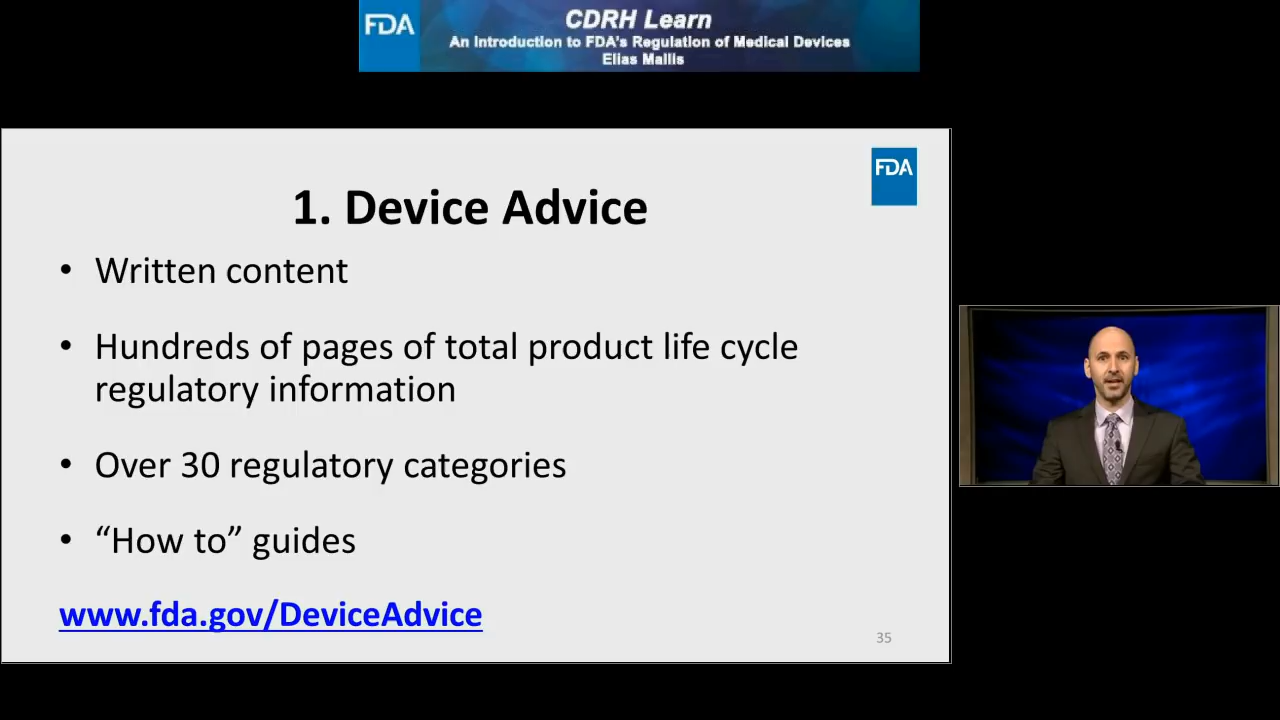 FDA
CDRH Learn
An Introduction to FDA's Regulation of Medical Devices
Elias Mallis
FDA
1. Device Advice
• Written content
• Hundreds of pages of total product life cycle
regulatory information
• Over 30 regulatory categories
• “How to” guides
www.fda.gov/DeviceAdvice
35